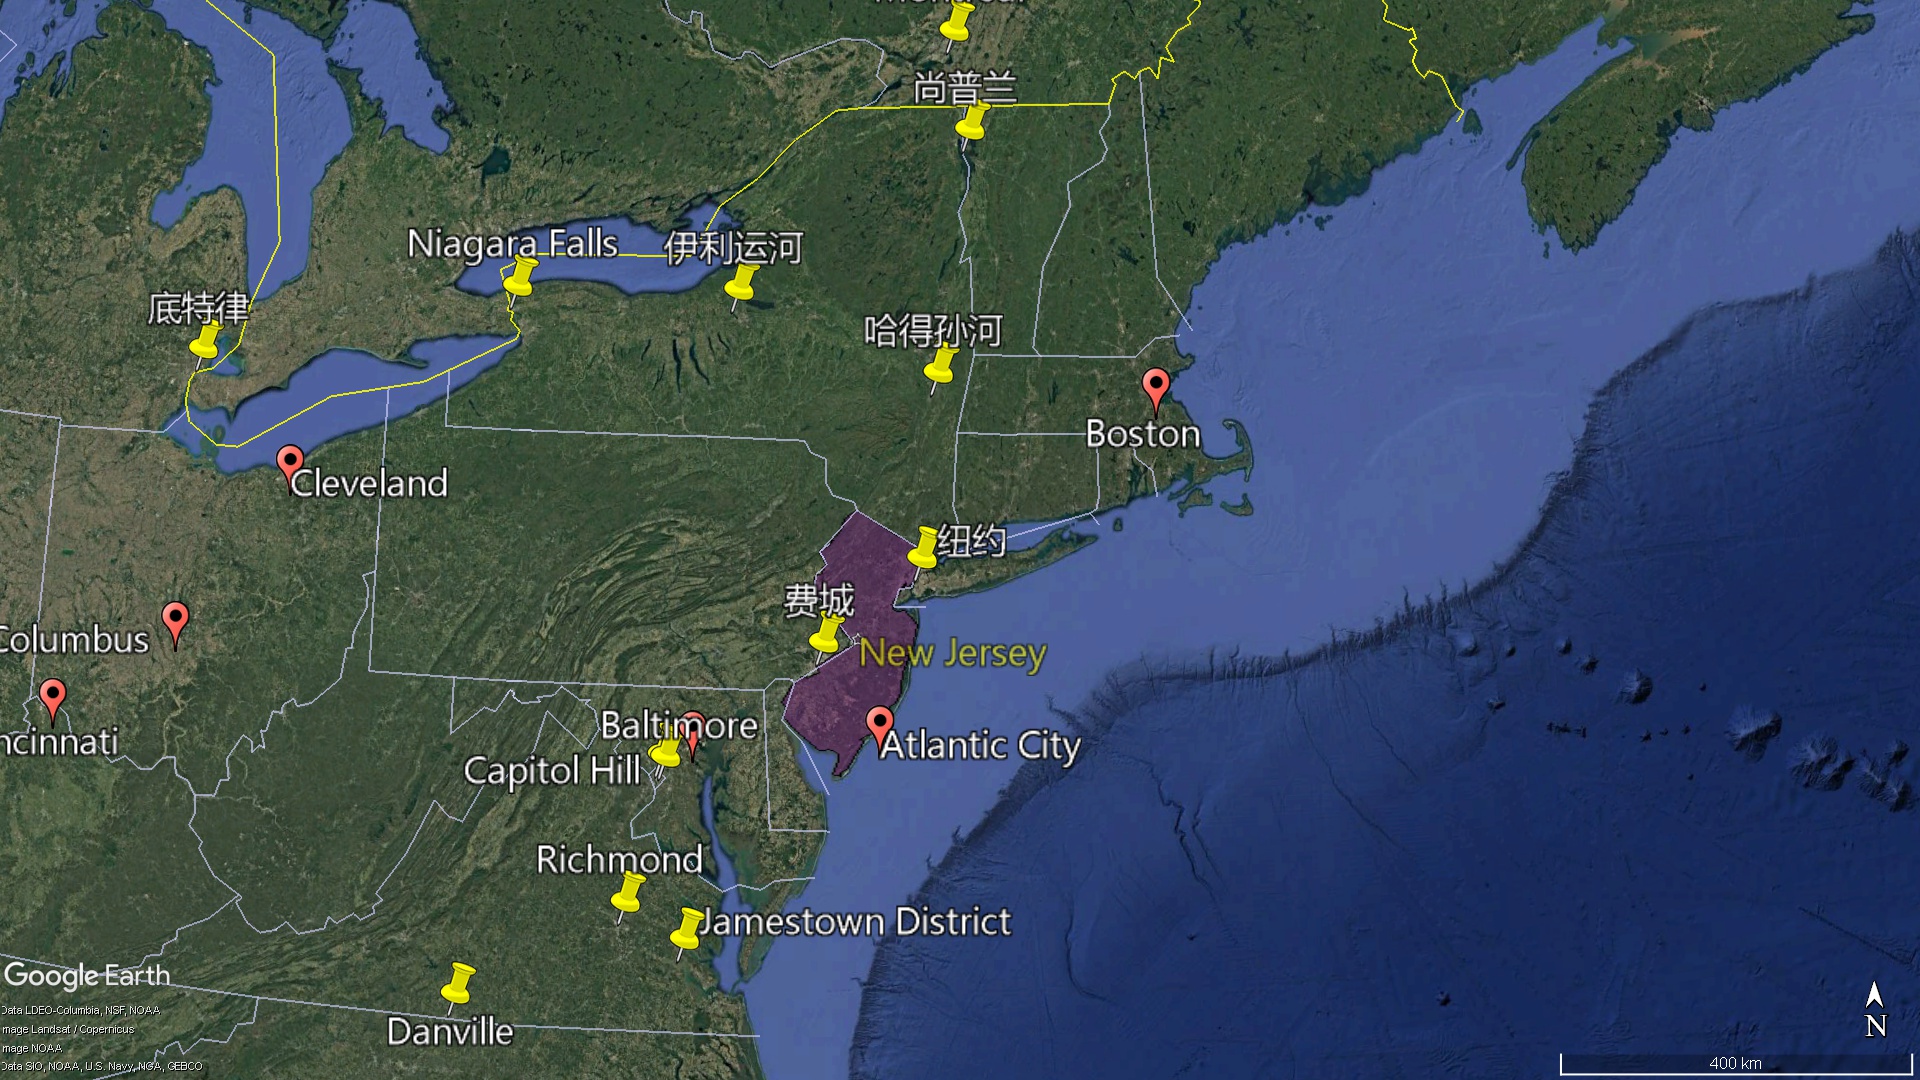 尚普兰
Niagara Falls
伊利运河
底特律
哈得孙河
Boston
Cleveland
纽约
费城
Columbus
New Jersey
Baltimore
Atlantic City
Capitol Hill
ncinnati
Richmond
Jamestown District
Danville
Google Earth
Data LDEO-Columbia, NSF, NOAA
mage Landsat / Copernicus
mage NOAA
Data SIO, NOAA, U.S. Navy, NGA, GEBCO
N
400 km